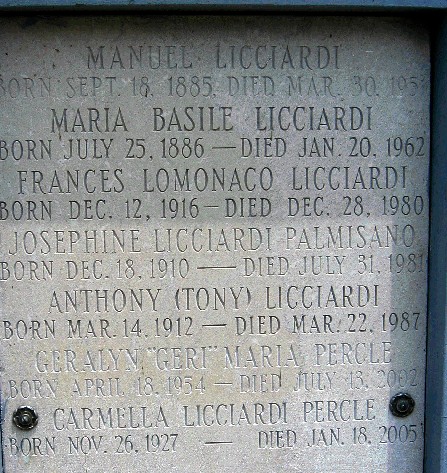 MANUEL LICCIARDI
BORN SEPT. 18, 1885, DIED MAR. 30,
MARIA BASILE LICCIARDI
BORN JULY 25, 1886 — DIED JAN. 20, 1962
FRANCES LOMONACO LICCIARDI
BORN DEC. 12, 1916 — DIED DEC. 28, 1980
JOSEPHINE LICCIARDI PALMISANO
BORN DEC. 18, 1910 — DIED JULY 31, 1981
ANTHONY (TONY) LICCIARDI
BORN MAR. 14, 1912 — DIED MAR. 22, 1987
GERALYN "GERI" MARIA PERCLE
BORN APRIL 18, 1954 — DIED JULY 13, 2002
CARMELLA LICCIARDI PERCLE
BORN NOV. 26, 1927 — DIED JAN. 18, 2005